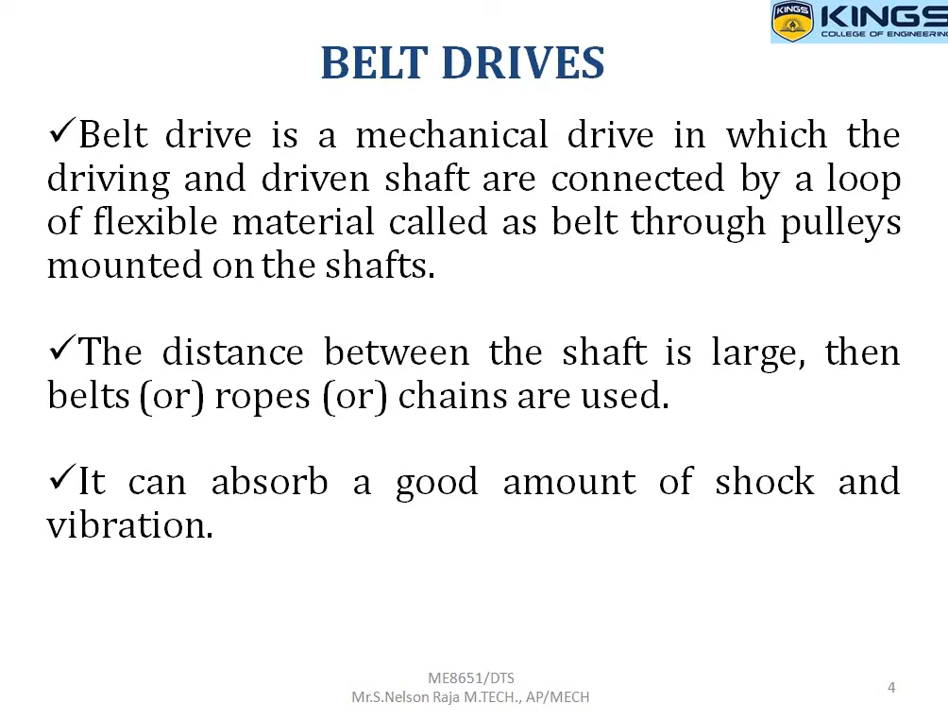 KINGS
KINGS
COLLEGE OF ENGINEERING
BELT DRIVES
✓Belt drive is a mechanical drive in which the
driving and driven shaft are connected by a loop
of flexible material called as belt through pulleys
mounted on the shafts.
✓The distance between the shaft is large, then
belts (or) ropes (or) chains are used.
✓It can absorb a good amount of shock and
vibration.
ME8651/DTS
Mr.S.Nelson Raja M.TECH., AP/MECH
4